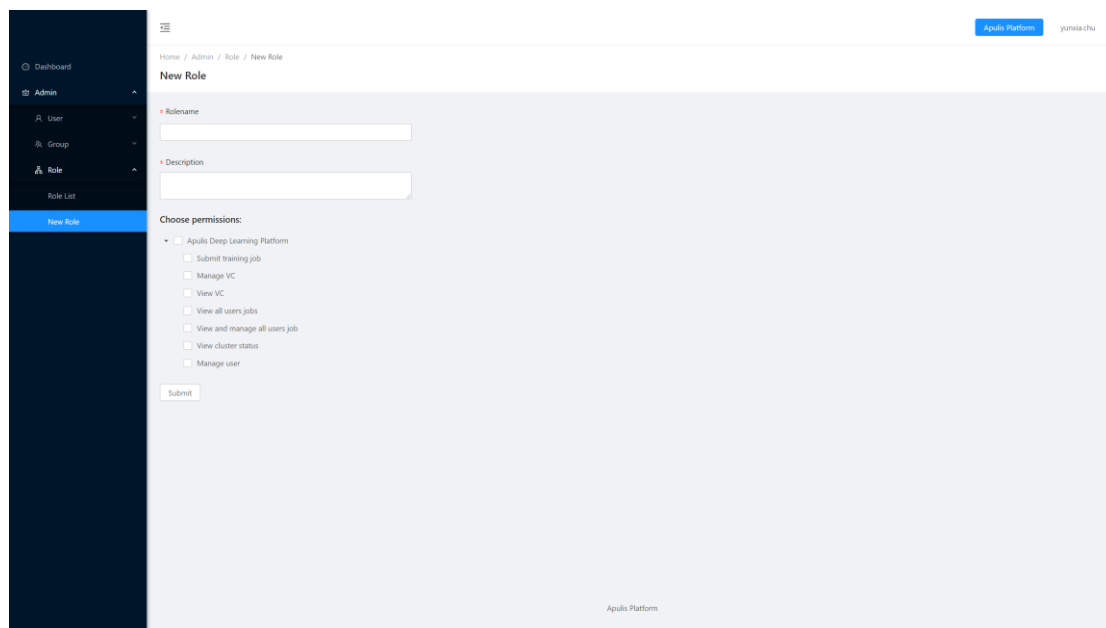 Apulis Platform yunxia.chu
Home / Admin / Role / New Role
New Role
Dashboard
Admin
User
Group
Role
Role List
New Role
* Rolename
* Description
Choose permissions:
Apulis Deep Learning Platform
Submit training job
Manage VC
View VC
View all users jobs
View and manage all users job
View cluster status
Manage user
Submit
Apulis Platform